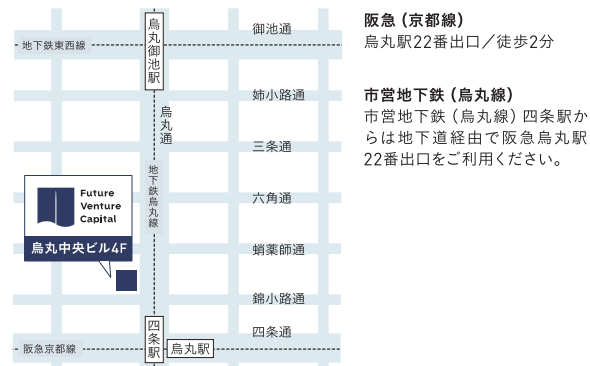 烏丸御池駅
御池通
地下鉄東西線
姉小路通
烏丸通
三条通
地下鉄烏丸線
六角通
Future
Venture
Capital
烏丸中央ビル4F
蛸薬師通
錦小路通
四条通
四条駅
烏丸駅
阪急京都線
阪急（京都線）
烏丸駅22番出口／徒歩2分
市営地下鉄（烏丸線）
市営地下鉄（烏丸線）四条駅か
らは地下道経由で阪急烏丸駅
22番出口をご利用ください。